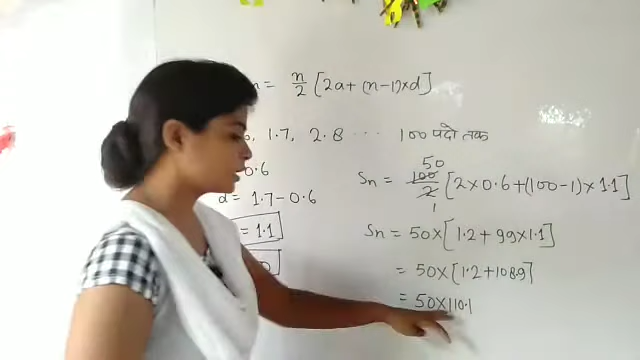 n = n/2 [2a+(n-1)×d]
, 1.7, 2.8 ... 100 पदो तक
0.6
d = 1.7-0.6
= 1.1
Sn = 50 100/2 1 [2×0.6+(100-1)×1.1]
Sn = 50×[1.2+99×1.1]
= 50×[1.2+108.9]
= 50×110.1